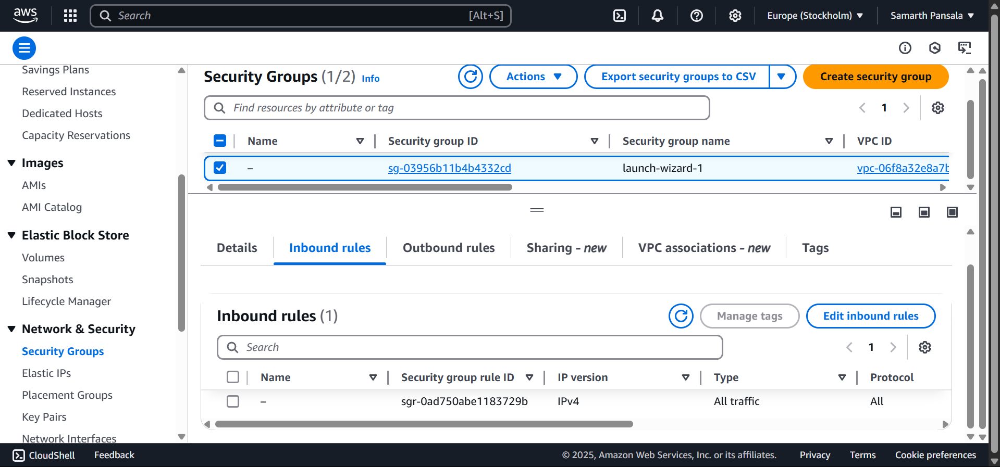 aws
Search [Alt+S]
Europe (Stockholm)
Samarth Pansala
Savings Plans
Reserved Instances
Dedicated Hosts
Capacity Reservations
Images
AMIs
AMI Catalog
Elastic Block Store
Volumes
Snapshots
Lifecycle Manager
Network & Security
Security Groups
Elastic IPs
Placement Groups
Key Pairs
Network Interfaces
Security Groups (1/2) Info
Actions
Export security groups to CSV
Create security group
Find resources by attribute or tag
1
Name Security group ID Security group name VPC ID
– sg-03956b11b4b4332cd launch-wizard-1 vpc-06f8a32e8a7b
Details Inbound rules Outbound rules Sharing - new VPC associations - new Tags
Inbound rules (1)
Manage tags
Edit inbound rules
Search
1
Name Security group rule ID IP version Type Protocol
– sgr-0ad750abe1183729b IPv4 All traffic All
CloudShell Feedback © 2025, Amazon Web Services, Inc. or its affiliates. Privacy Terms Cookie preferences